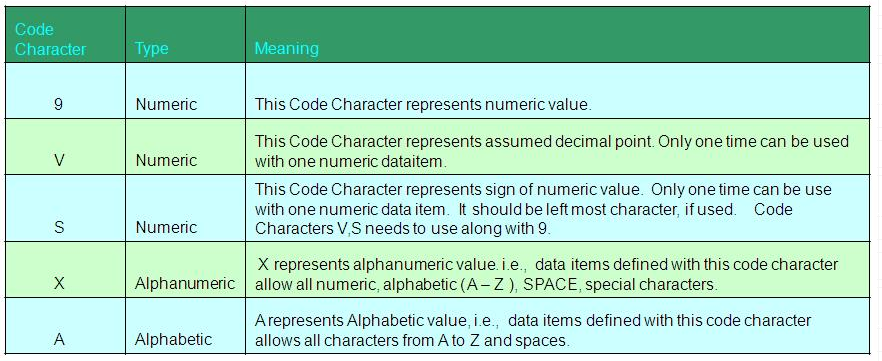 Code
Character Type Meaning
9 Numeric This Code Character represents numeric value.
This Code Character represents assumed decimal point. Only one time can be used
V Numeric with one numeric dataitem.
This Code Character represents sign of numeric value. Only one time can be use
with one numeric data item. It should be left most character, if used. Code
S Numeric Characters V,S needs to use along with 9.
X represents alphanumeric value. i.e., data items defined with this code character
X Alphanumeric allow all numeric, alphabetic ( A – Z ), SPACE, special characters.
A represents Alphabetic value, i.e., data items defined with this code character
A Alphabetic allows all characters from A to Z and spaces.